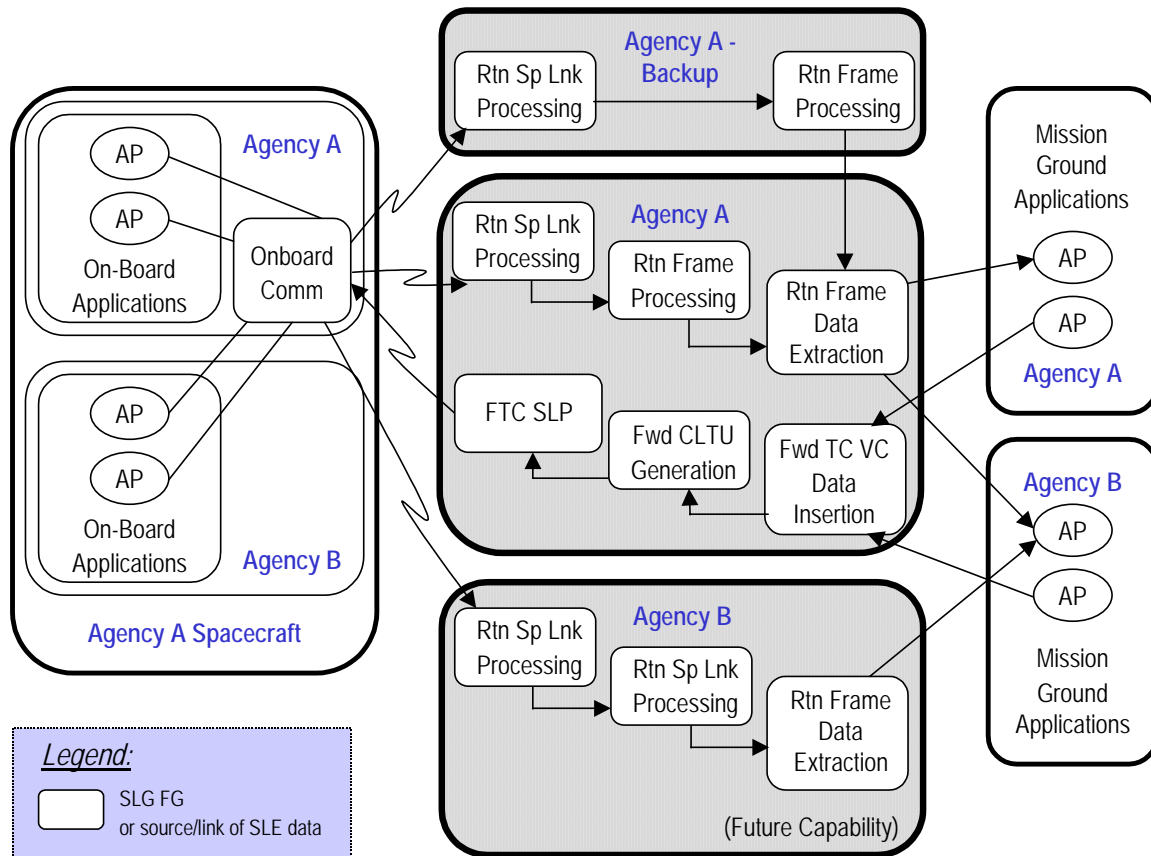 Agency A
AP
AP
On-Board
Applications
Onboard
Comm
AP
AP
On-Board
Applications
Agency B
Agency A Spacecraft
Agency A -
Backup
Rtn Sp Lnk
Processing
Rtn Frame
Processing
Agency A
Rtn Sp Lnk
Processing
Rtn Frame
Processing
Rtn Frame
Data
Extraction
FTC SLP
Fwd CLTU
Generation
Fwd TC VC
Data
Insertion
Agency B
Rtn Sp Lnk
Processing
Rtn Sp Lnk
Processing
Rtn Frame
Data
Extraction
(Future Capability)
Mission
Ground
Applications
AP
AP
Agency A
Agency B
AP
AP
Mission
Ground
Applications
Legend:
SLG FG
or source/link of SLE data